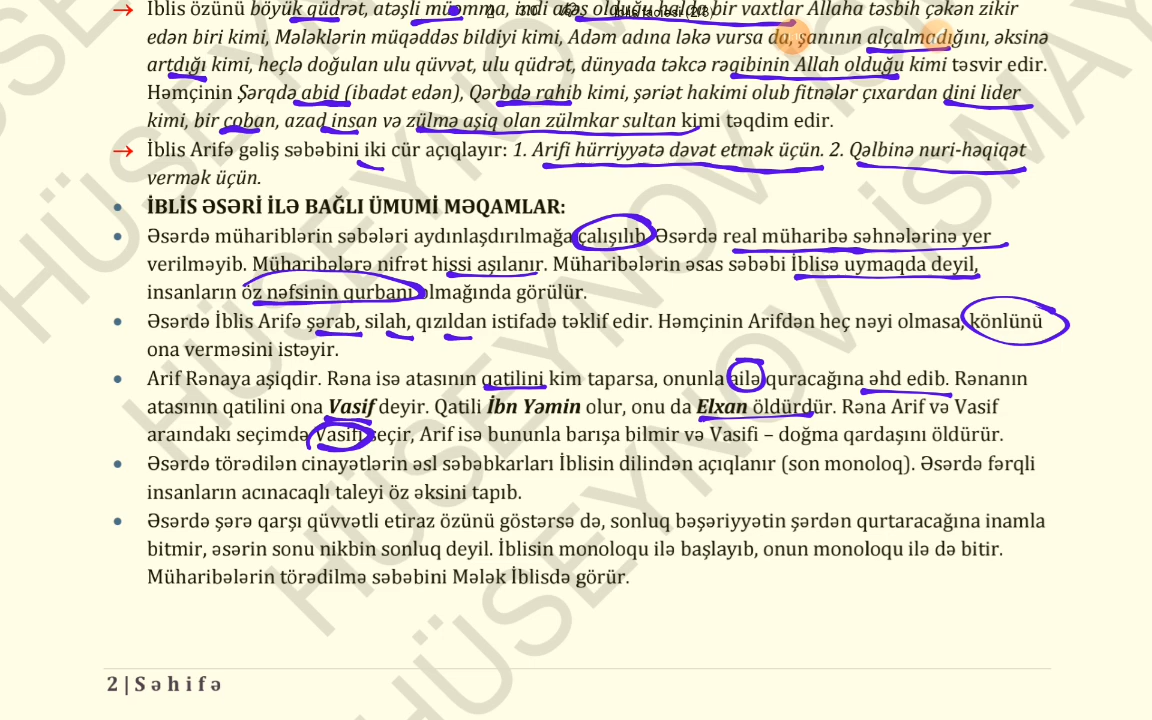 → İblis özünü böyük qüdrət, atəşli müəmma, indi adəs olduğu halda bir vaxtlar Allaha təsbih çəkən zikir
edən biri kimi, Mələklərin müqəddəs bildiyi kimi, Adəm adına ləkə vursa da, şanının alçalmadığını, əksinə
artdığı kimi, heçlə doğulan ulu qüvvət, ulu qüdrət, dünyada təkcə rəqibinin Allah olduğu kimi təsvir edir.
Həmçinin Şərqdə abid (ibadət edən), Qərbdə rahib kimi, şəriət hakimi olub fitnələr çıxardan dini lider
kimi, bir çoban, azad insan və zülmə aşiq olan zülmkar sultan kimi təqdim edir.
→ İblis Arifə gəliş səbəbini iki cür açıqlayır: 1. Arifi hürriyyətə dəvət etmək üçün. 2. Qəlbinə nuri-həqiqət
vermək üçün.
• İBLİS ƏSƏRİ İLƏ BAĞLI ÜMUMİ MƏQAMLAR:
• Əsərdə müharibləri̇n səbələri aydınlaşdırılmağa çalışılıb. Əsərdə real müharibə səhnələrinə yer
verilməyib. Müharibələrə nifrət hissi aşılanır. Müharibələrin əsas səbəbi İblisə uymaqda deyil,
insanların öz nəfsinin qurbanı olmağında görülür.
• Əsərdə İblis Arifə şərab, silah, qızıldan istifadə təklif edir. Həmçinin Arifdən heç nəyi olmasa, könlünü
ona verməsini istəyir.
• Arif Rənaya aşiqdir. Rəna isə atasının qatilini kim taparsa, onunla ailə quracağına əhd edib. Rənanın
atasının qatilini ona Vasif deyir. Qatili İbn Yəmin olur, onu da Elxan öldürdür. Rəna Arif və Vasif
arаındakı seçimdə Vasifi seçir, Arif isə bununla barışa bilmir və Vasifi – doğma qardaşını öldürür.
• Əsərdə törədilən cinayətlərin əsl səbəbkarları İblisin dilindən açıqlanır (son monoloq). Əsərdə fərqli
insanların acınacaqlı taleyi öz əksini tapıb.
• Əsərdə şərə qarşı qüvvətli etiraz özünü göstərsə də, sonluq bəşəriyyətin şərdən qurtaracağına inamla
bitmir, əsərin sonu nikbin sonluq deyil. İblisin monoloqu ilə başlayıb, onun monoloqu ilə də bitir.
Müharibələrin törədilmə səbəbini Mələk İblisdə görür.
2 | S ə h i f ə
HÜSEYNOV İSMAY
HÜSEYNOV